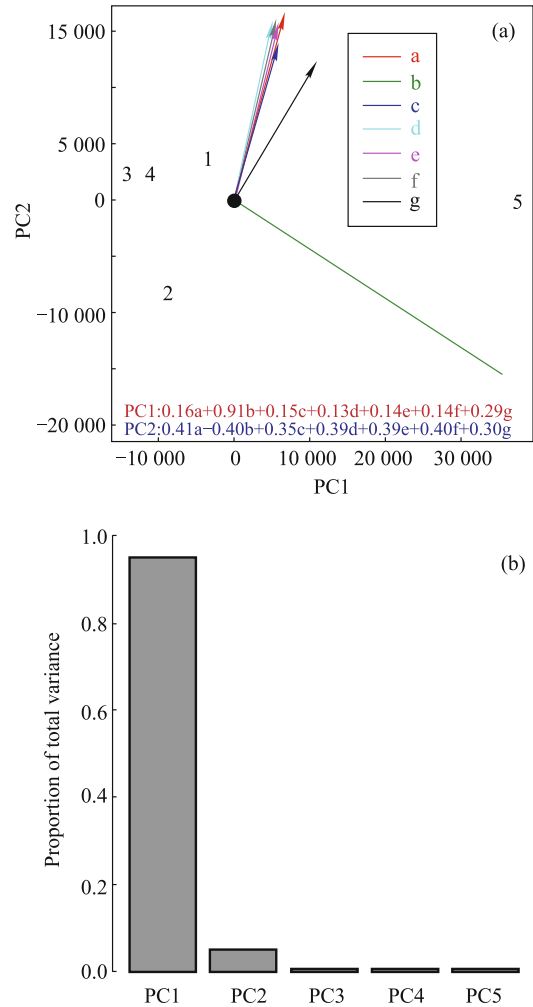 (a)
15 000
5 000
0
−10 000
−20 000
PC2
a
b
c
d
e
f
g
1
3 4
5
2
PC1:0.16a+0.91b+0.15c+0.13d+0.14e+0.14f+0.29g
PC2:0.41a−0.40b+0.35c+0.39d+0.39e+0.40f+0.30g
−10 000 0 10 000 20 000 30 000
PC1
(b)
1.0
0.8
0.6
0.4
0.2
0.0
Proportion of total variance
PC1 PC2 PC3 PC4 PC5